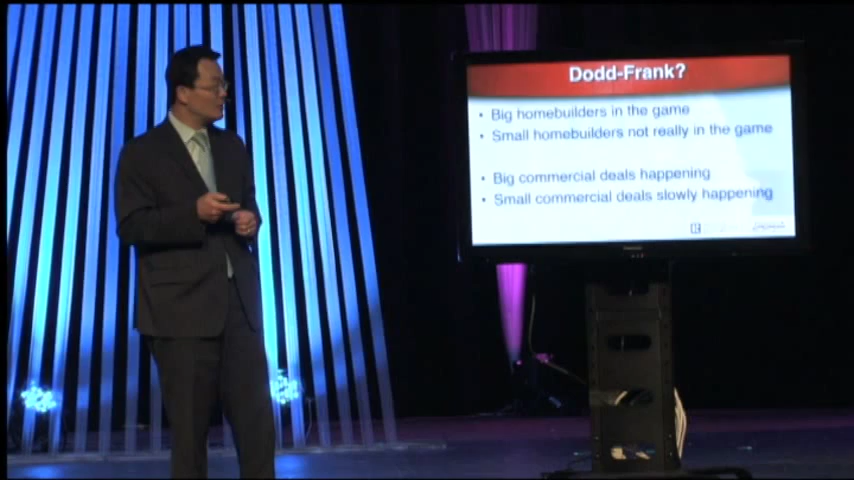 Dodd-Frank?
• Big homebuilders in the game
• Small homebuilders not really in the game
• Big commercial deals happening
• Small commercial deals slowly happening